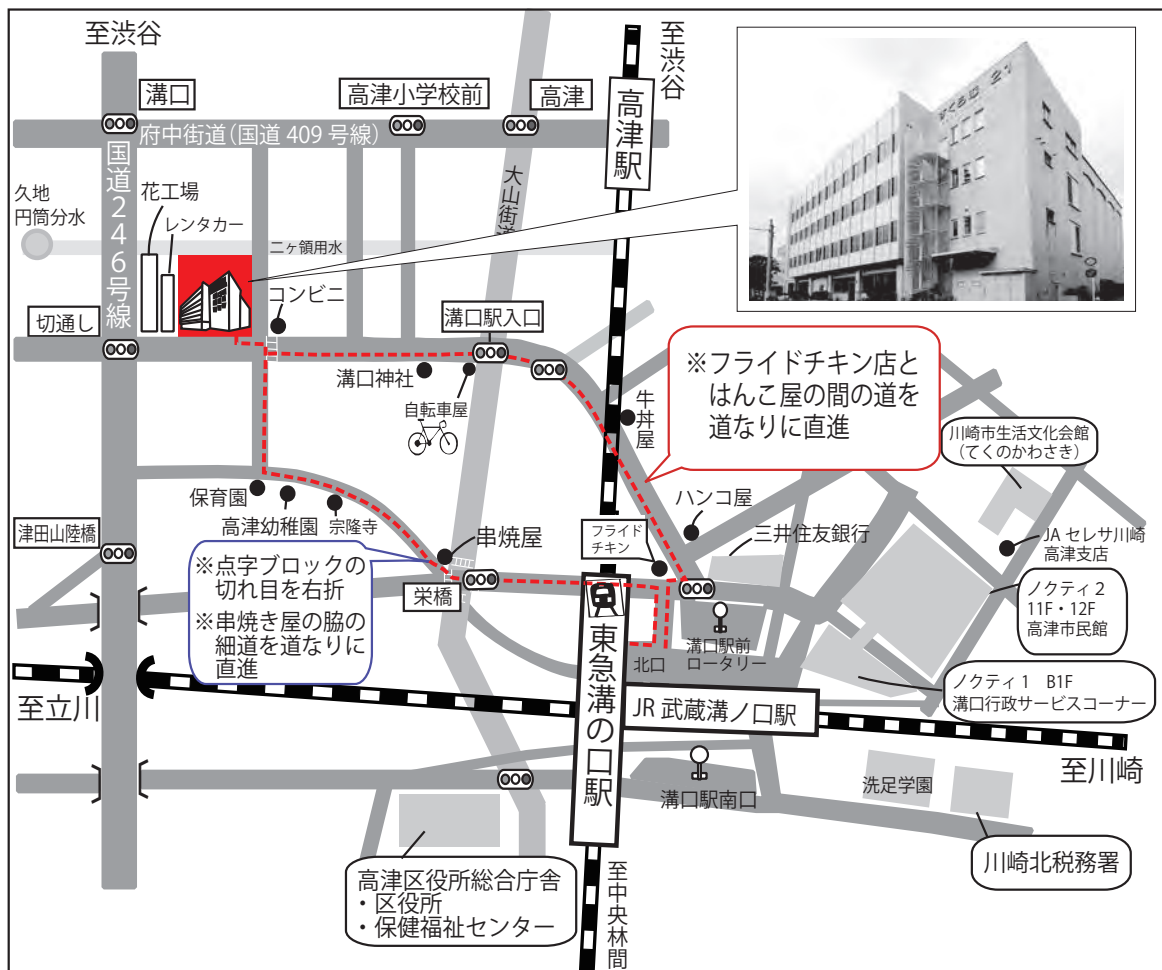 至渋谷
溝口
高津小学校前
高津
至渋谷
高津駅
府中街道(国道 409 号線)
国道246号線
久地
円筒分水
花工場
レンタカー
大山街道
二ヶ領用水
コンビニ
切通し
溝口駅入口
溝口神社
自転車屋
牛丼屋
※フライドチキン店と
はんこ屋の間の道を
道なりに直進
川崎市生活文化会館
(てくのかわさき)
保育園
高津幼稚園
宗隆寺
串焼屋
ハンコ屋
三井住友銀行
フライド
チキン
JA セレサ川崎
高津支店
津田山陸橋
※点字ブロックの
切れ目を右折
※串焼き屋の脇の
細道を道なりに
直進
栄橋
ノクティ2
11F・12F
高津市民館
東急溝の口駅
北口
溝口駅前
ロータリー
ノクティ1 B1F
溝口行政サービスコーナー
至立川
JR 武蔵溝ノ口駅
至川崎
溝口駅南口
洗足学園
川崎北税務署
高津区役所総合庁舎
・区役所
・保健福祉センター
至中央林間